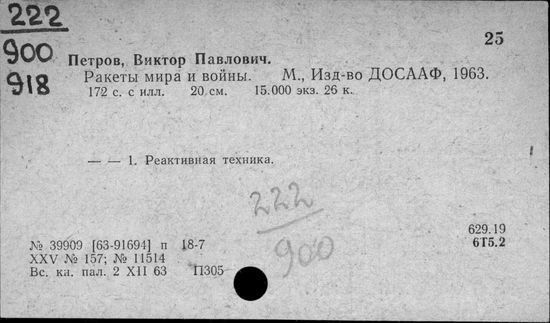 222
900
918
25
Петров, Виктор Павлович.
Ракеты мира и войны. М., Изд-во ДОСААФ, 1963.
172 с. с илл. 20 см. 15.000 экз. 26 к.
— — 1. Реактивная техника.
222
900
629.19
6Т5.2
№ 39909 [63-91694] п 18-7
XXV № 157; № 11514
Вс. кн. пал. 2 XII 63 П305